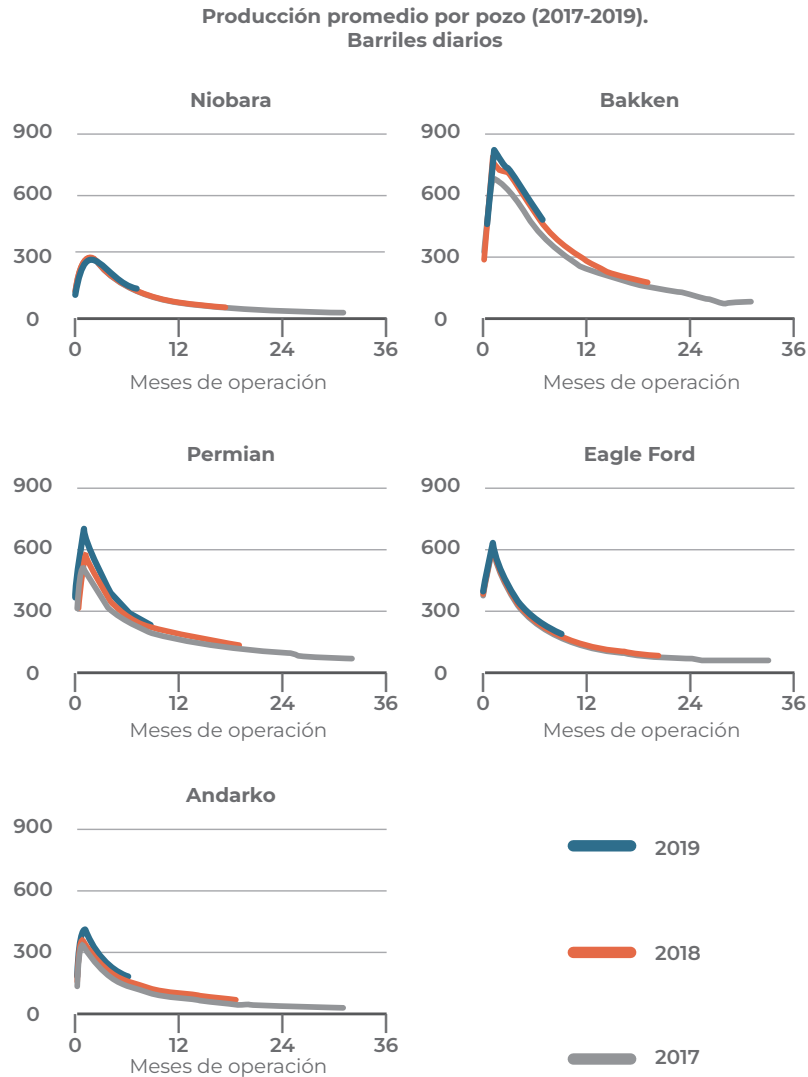 Producción promedio por pozo (2017-2019).
Barriles diarios
Niobara
900
600
300
0
0 12 24 36
Meses de operación
Bakken
900
600
300
0
0 12 24 36
Meses de operación
Permian
900
600
300
0
0 12 24 36
Meses de operación
Eagle Ford
900
600
300
0
0 12 24 36
Meses de operación
Andarko
900
600
300
0
0 12 24 36
Meses de operación
2019
2018
2017